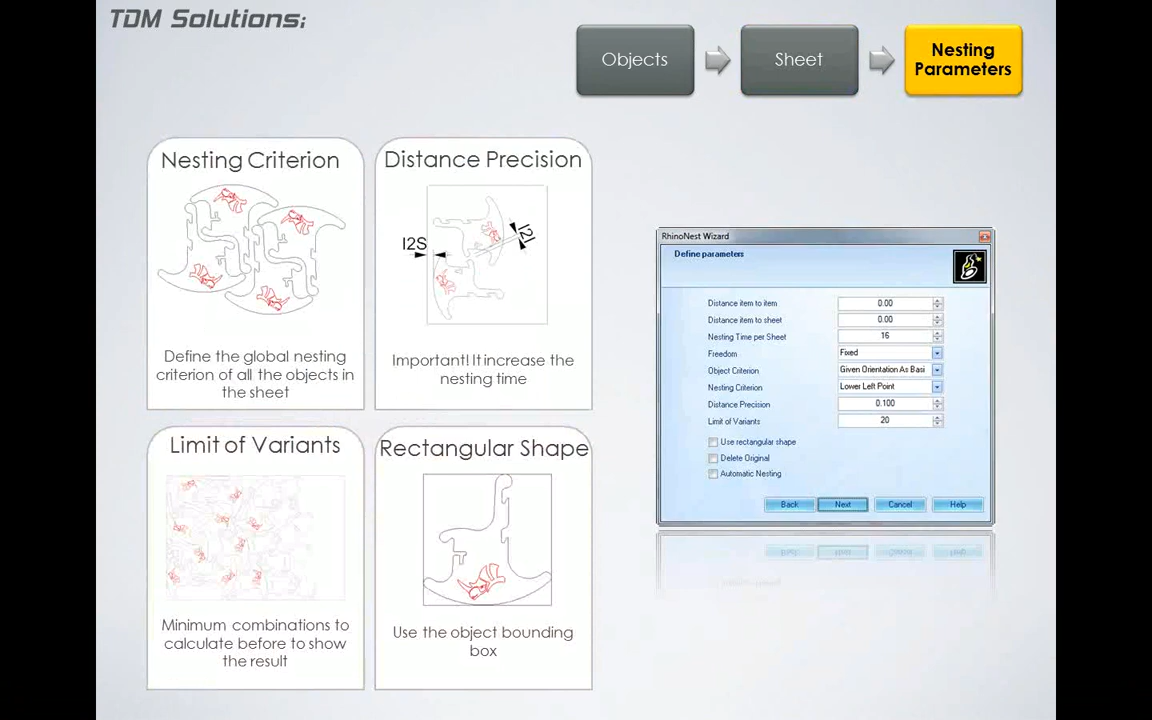 TDM Solutions;
Objects
Sheet
Nesting
Parameters
Nesting Criterion
Define the global nesting
criterion of all the objects in
the sheet
Distance Precision
I2S
I2I
Important! It increase the
nesting time
Limit of Variants
Minimum combinations to
calculate before to show
the result
Rectangular Shape
Use the object bounding
box
RhinoNest Wizard
Define parameters
Distance item to item 0.00
Distance item to sheet 0.00
Nesting Time per Sheet 16
Freedom Fixed
Object Criterion Given Orientation As Basi
Nesting Criterion Lower Left Point
Distance Precision 0.100
Limit of Variants 20
Use rectangular shape
Delete Original
Automatic Nesting
Back Next Cancel Help